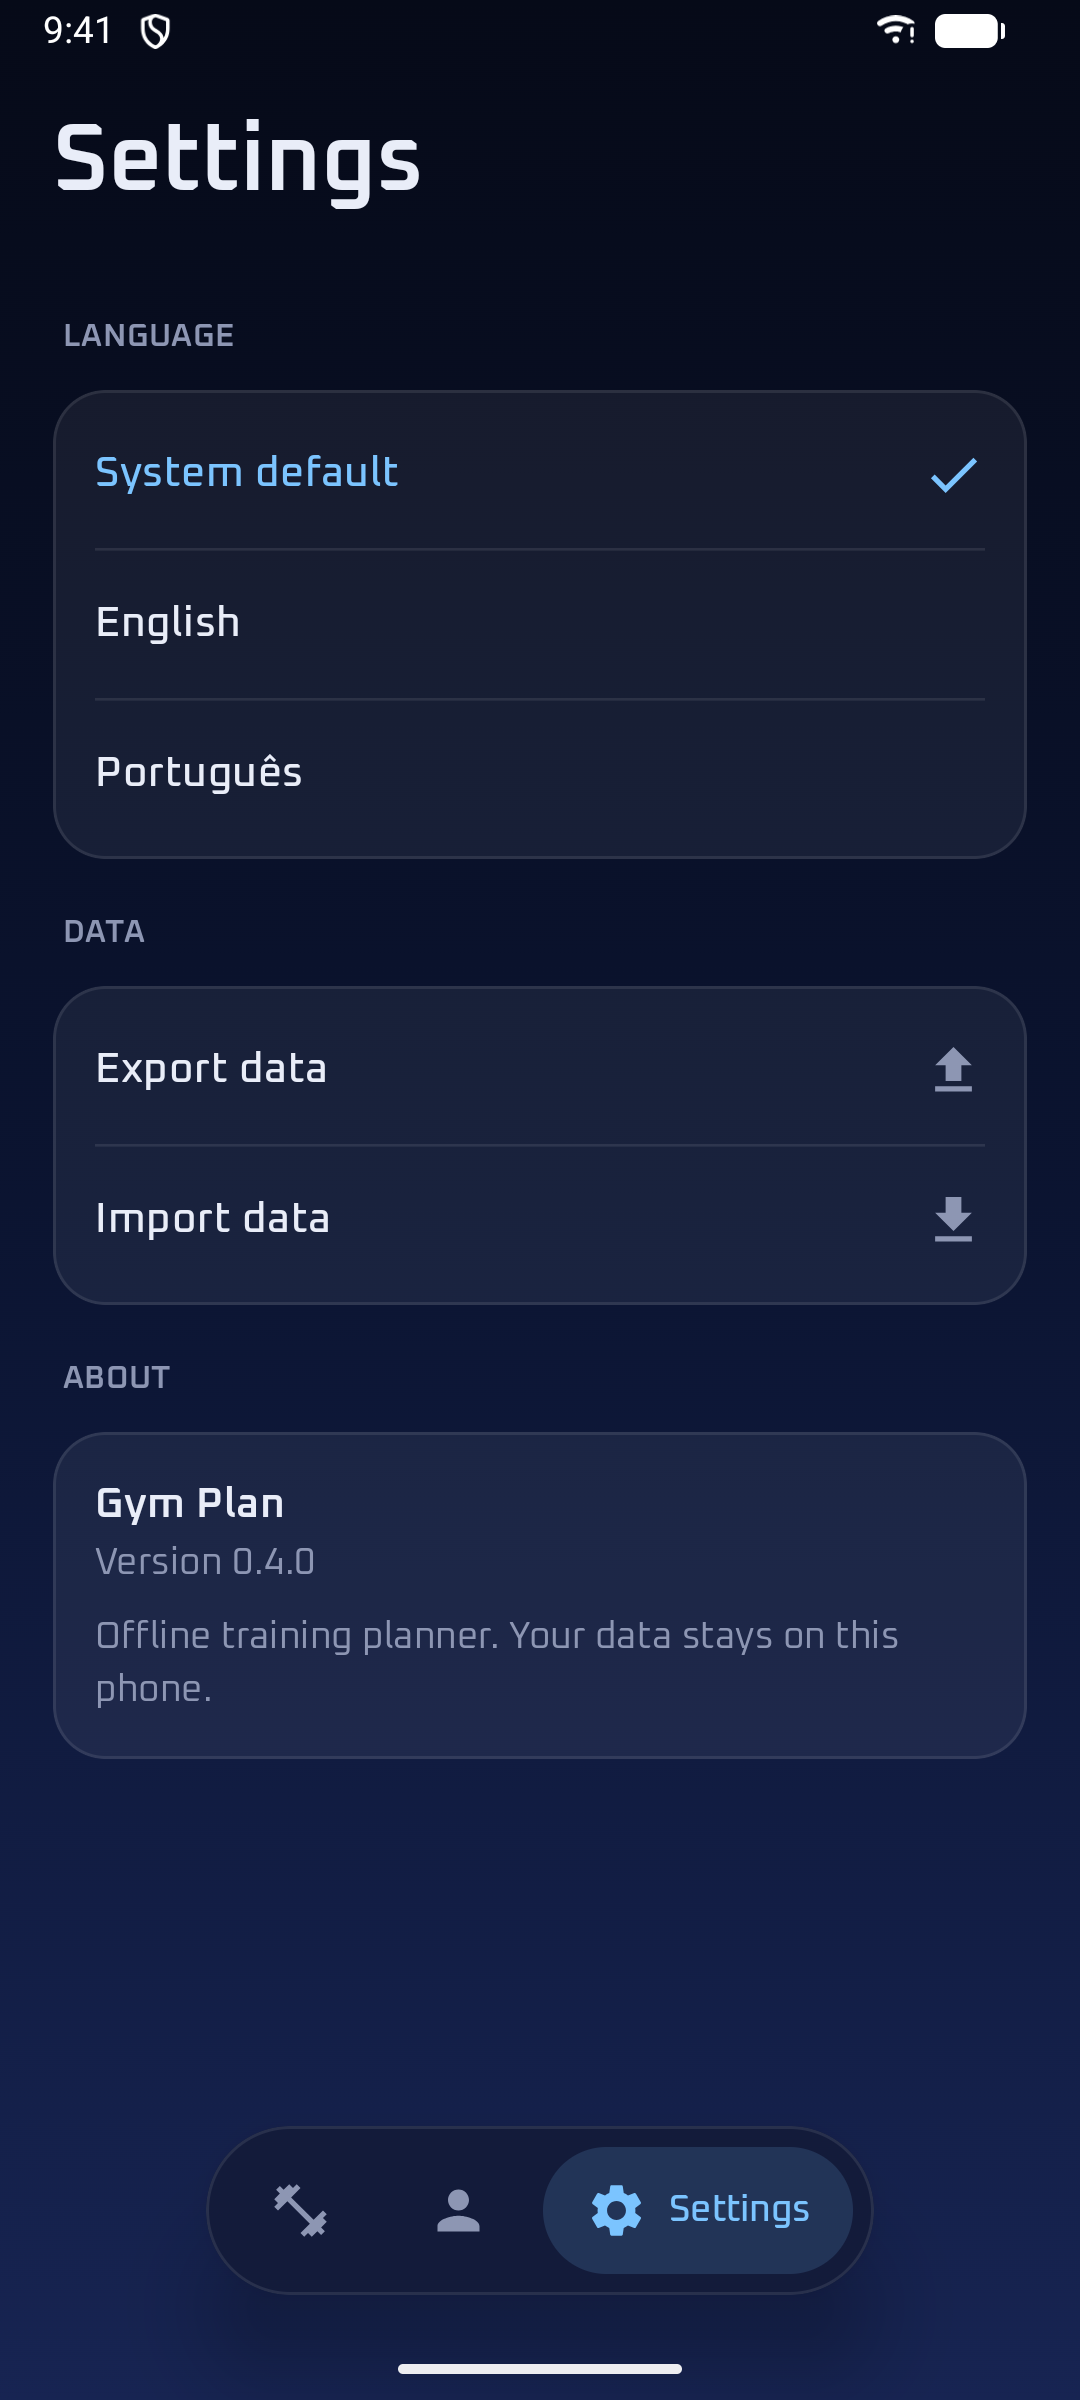 9:41
Settings
LANGUAGE
System default
English
Português
DATA
Export data
Import data
ABOUT
Gym Plan
Version 0.4.0
Offline training planner. Your data stays on this
phone.
Settings